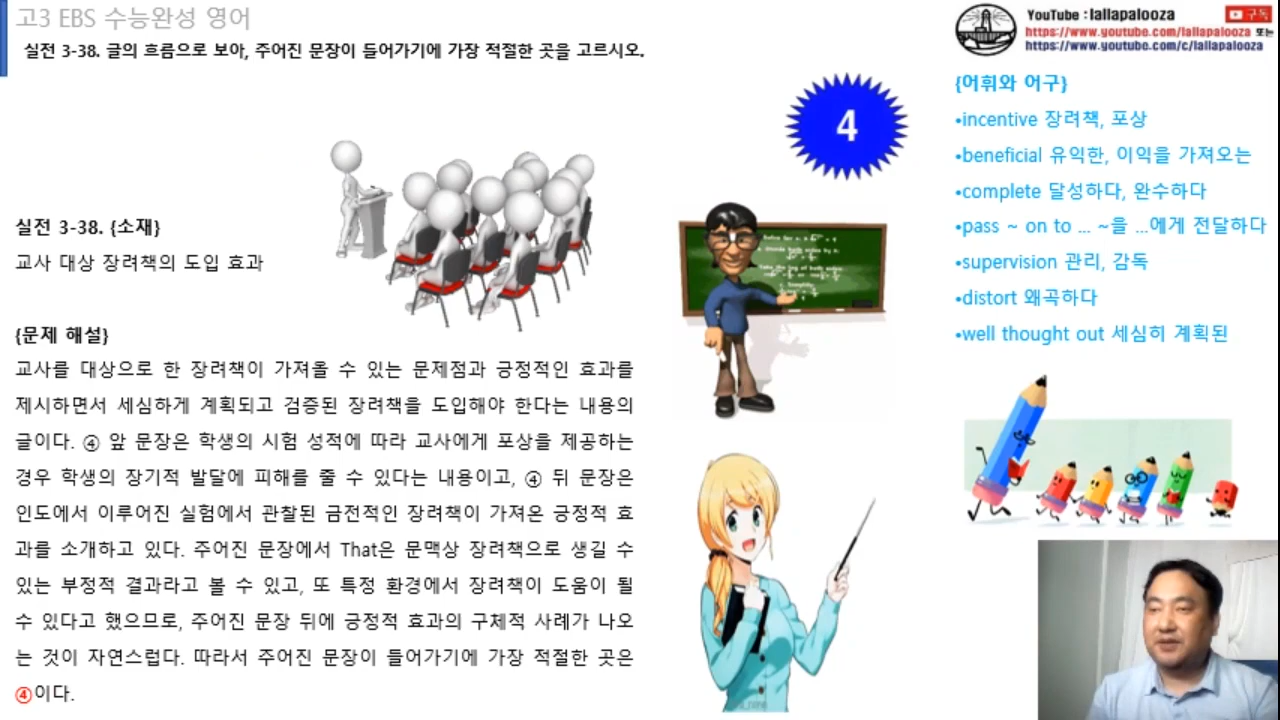 고3 EBS 수능완성 영어
실전 3-38. 글의 흐름으로 보아, 주어진 문장이 들어가기에 가장 적절한 곳을 고르시오.
YouTube : lallapalooza
구독
https://www.youtube.com/lallapalooza 또는
https://www.youtube.com/c/lallapalooza
4
실전 3-38. {소재}
교사 대상 장려책의 도입 효과
{문제 해설}
교사를 대상으로 한 장려책이 가져올 수 있는 문제점과 긍정적인 효과를
제시하면서 세심하게 계획되고 검증된 장려책을 도입해야 한다는 내용의
글이다. ④ 앞 문장은 학생의 시험 성적에 따라 교사에게 포상을 제공하는
경우 학생의 장기적 발달에 피해를 줄 수 있다는 내용이고, ④ 뒤 문장은
인도에서 이루어진 실험에서 관찰된 금전적인 장려책이 가져온 긍정적 효
과를 소개하고 있다. 주어진 문장에서 That은 문맥상 장려책으로 생길 수
있는 부정적 결과라고 볼 수 있고, 또 특정 환경에서 장려책이 도움이 될
수 있다고 했으므로, 주어진 문장 뒤에 긍정적 효과의 구체적 사례가 나오
는 것이 자연스럽다. 따라서 주어진 문장이 들어가기에 가장 적절한 곳은
④이다.
{어휘와 어구}
•incentive 장려책, 포상
•beneficial 유익한, 이익을 가져오는
•complete 달성하다, 완수하다
•pass ~ on to ... ~을 ...에게 전달하다
•supervision 관리, 감독
•distort 왜곡하다
•well thought out 세심히 계획된